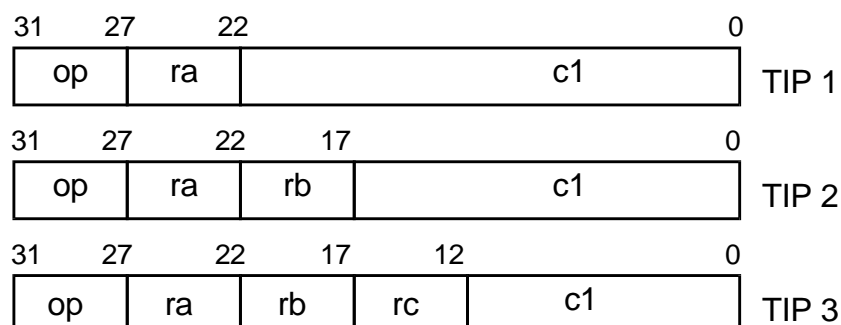 31 27 22 0
op ra c1 TIP 1
31 27 22 17 0
op ra rb c1 TIP 2
31 27 22 17 12 0
op ra rb rc c1 TIP 3